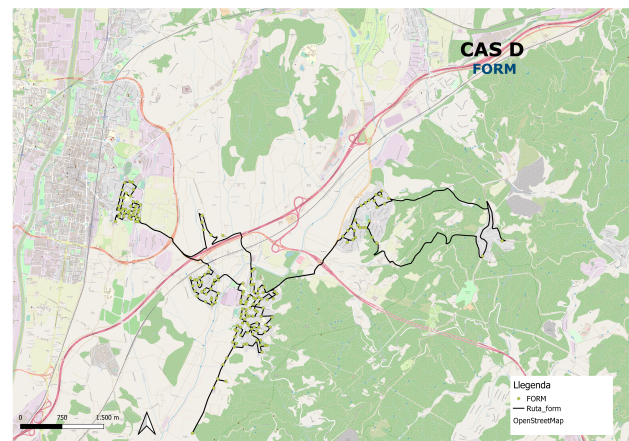 CAS D
FORM
Llegenda
FORM
Ruta_form
OpenStreetMap
0 750 1.500 m